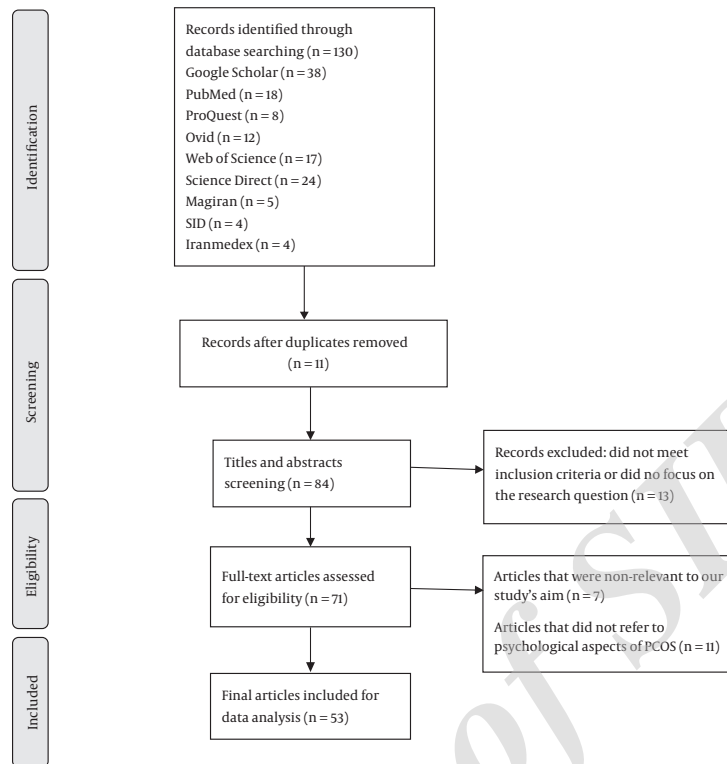 Identification
Records identified through
database searching (n = 130)
Google Scholar (n = 38)
PubMed (n = 18)
ProQuest (n = 8)
Ovid (n = 12)
Web of Science (n = 17)
Science Direct (n = 24)
Magiran (n = 5)
SID (n = 4)
Iranmedex (n = 4)
Screening
Records after duplicates removed
(n = 11)
Titles and abstracts
screening (n = 84)
Records excluded: did not meet
inclusion criteria or did no focus on
the research question (n = 13)
Eligibility
Full-text articles assessed
for eligibility (n = 71)
Articles that were non-relevant to our
study's aim (n = 7)
Articles that did not refer to
psychological aspects of PCOS (n = 11)
Included
Final articles included for
data analysis (n = 53)
of SID